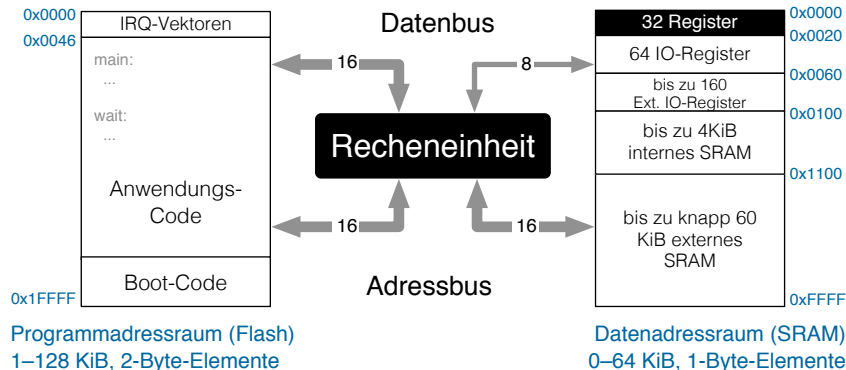 0x0000
IRQ-Vektoren
0x0046
main:
...
wait:
...
Anwendungs-
Code
Boot-Code
0x1FFFF
Programmadressraum (Flash)
1–128 KiB, 2-Byte-Elemente
Datenbus
16
8
Recheneinheit
16
16
Adressbus
32 Register
0x0000
0x0020
64 IO-Register
0x0060
bis zu 160
Ext. IO-Register
0x0100
bis zu 4KiB
internes SRAM
0x1100
bis zu knapp 60
KiB externes
SRAM
0xFFFF
Datenadressraum (SRAM)
0–64 KiB, 1-Byte-Elemente